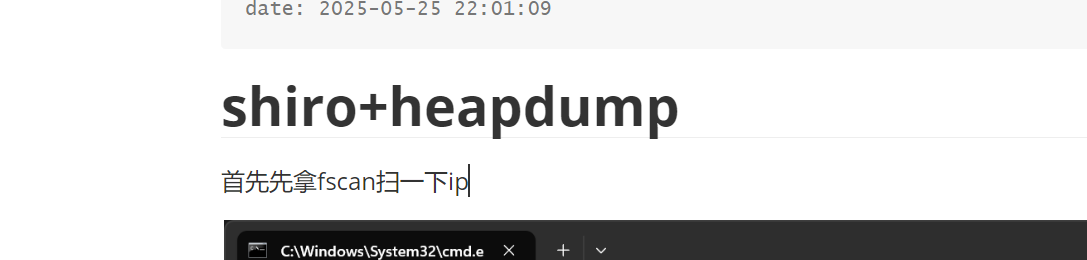 date: 2025-05-25 22:01:09
shiro+heapdump
首先先拿fscan扫一下ip
C:\Windows\System32\cmd.e